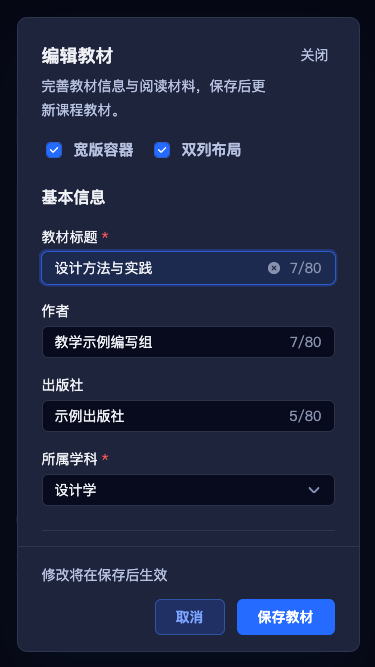 编辑教材
关闭
完善教材信息与阅读材料，保存后更
新课程教材。
宽版容器 双列布局
基本信息
教材标题 *
设计方法与实践 7/80
作者
教学示例编写组 7/80
出版社
示例出版社 5/80
所属学科 *
设计学
修改将在保存后生效
取消 保存教材